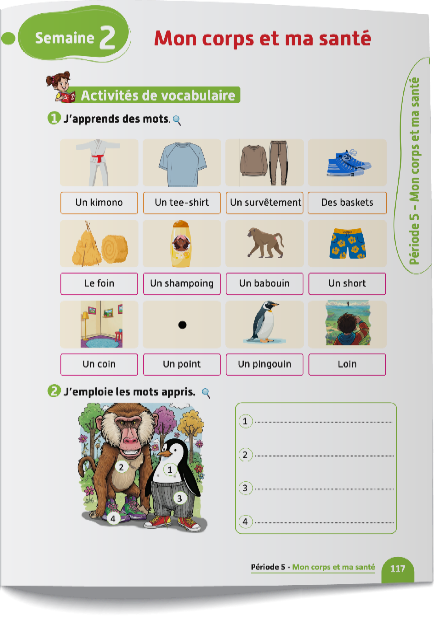 Semaine 2
Mon corps et ma santé
Activités de vocabulaire
1 J'apprends des mots.
Un kimono Un tee-shirt Un survêtement Des baskets
Le foin Un shampoing Un babouin Un short
Un coin Un point Un pingouin Loin
2 J'emploie les mots appris.
2 1 3 4
1
2
3
4
Période 5 - Mon corps et ma santé
Période 5 - Mon corps et ma santé 117